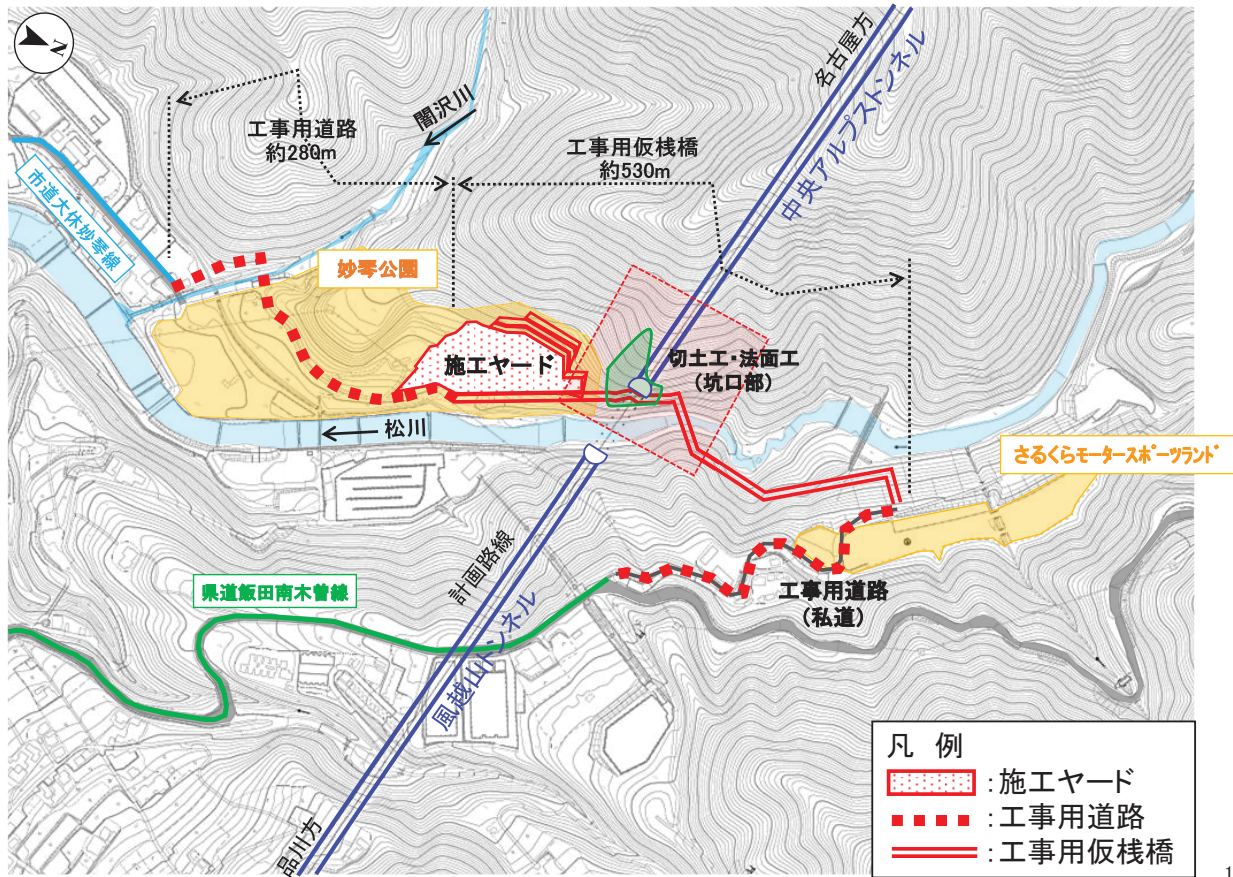 N
工事用道路
約280m
闇沢川
工事用仮桟橋
約530m
名古屋方
中央アルプストンネル
市道大休妙琴線
妙琴公園
施工ヤード
切土工・法面工
(坑口部)
松川
さるくらモータースポーツランド
計画路線
県道飯田南木曽線
工事用道路
(私道)
風越山トンネル
品川方
凡 例
:施工ヤード
:工事用道路
:工事用仮桟橋
1